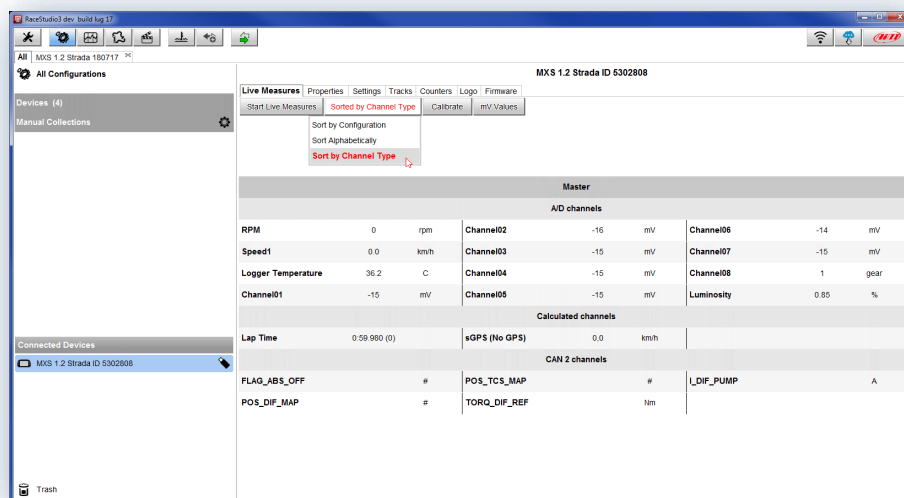 RaceStudio3 dev build lug 17
All MXS 1.2 Strada 180717
All Configurations
Devices (4)
Manual Collections
Connected Devices
MXS 1.2 Strada ID 5302808
Trash
MXS 1.2 Strada ID 5302808
Live Measures Properties Settings Tracks Counters Logo Firmware
Start Live Measures Sorted by Channel Type Calibrate mV Values
Sort by Configuration
Sort Alphabetically
Sort by Channel Type
Master
A/D channels
RPM 0 rpm Channel02 -16 mV Channel06 -14 mV
Speed1 0.0 km/h Channel03 -15 mV Channel07 -15 mV
Logger Temperature 36.2 C Channel04 -15 mV Channel08 1 gear
Channel01 -15 mV Channel05 -15 mV Luminosity 0.85 %
Calculated channels
Lap Time 0:59.980 (0) sGPS (No GPS) 0.0 km/h
CAN 2 channels
FLAG_ABS_OFF # POS_TCS_MAP # I_DIF_PUMP A
POS_DIF_MAP # TORQ_DIF_REF Nm